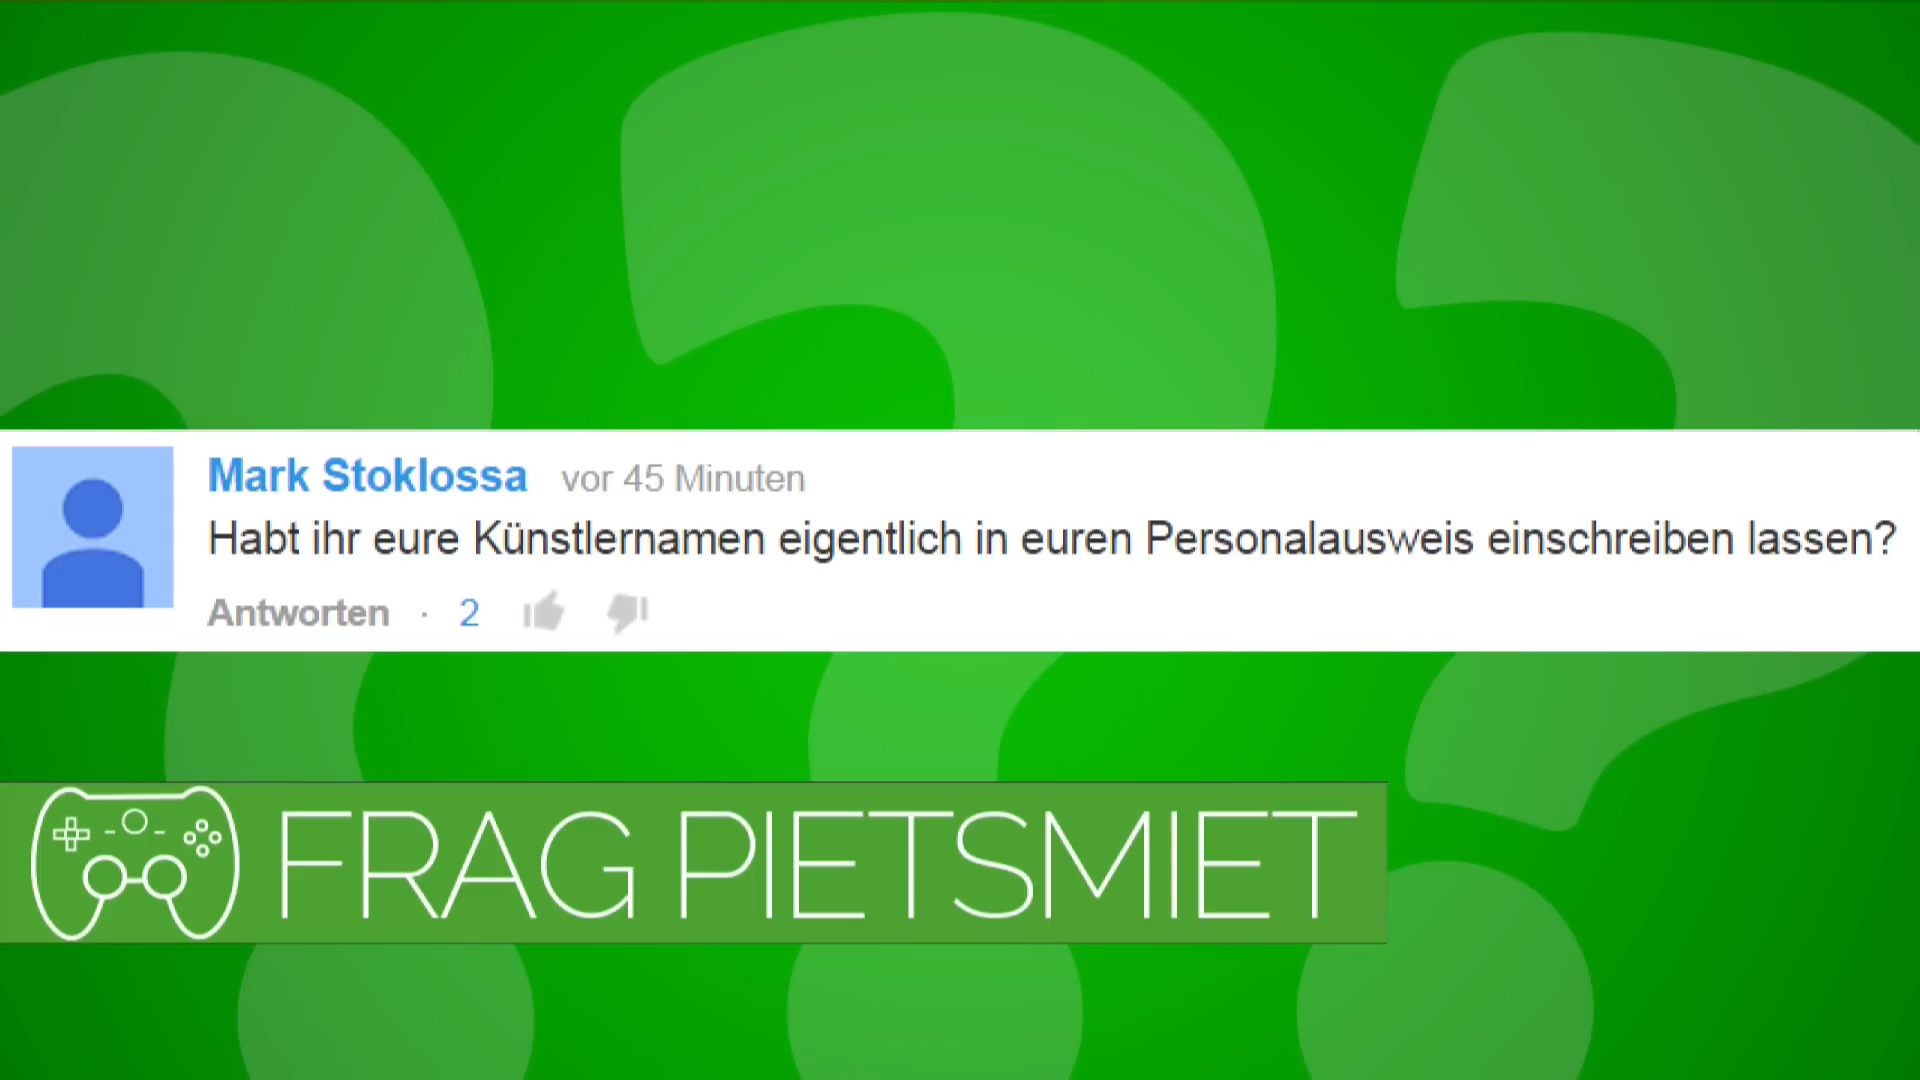 Mark Stoklossa vor 45 Minuten
Habt ihr eure Künstlernamen eigentlich in euren Personalausweis einschreiben lassen?
Antworten · 2
FRAG PIETSMIET